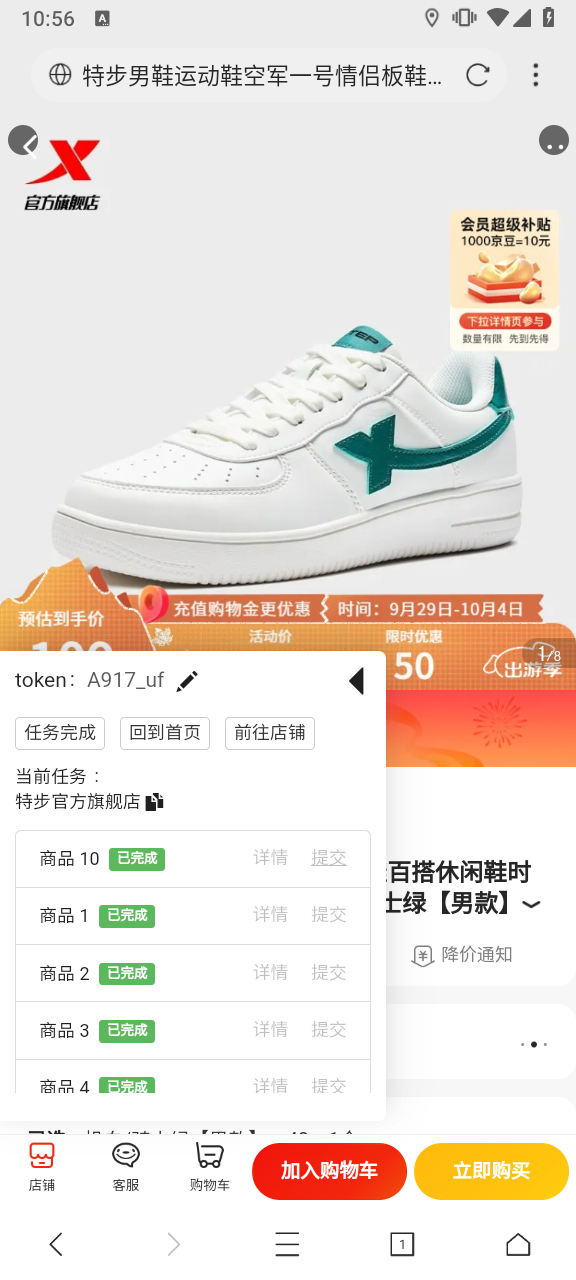 10:56
A
特步男鞋运动鞋空军一号情侣板鞋...
官方旗舰店
会员超级补贴
1000京豆=10元
下拉详情页参与
数量有限 先到先得
TEP
预估到手价
充值购物金更优惠
时间：9月29日-10月4日
活动价
限时优惠
50
出游季
1/8
token： A917_uf
任务完成
回到首页
前往店铺
当前任务：
特步官方旗舰店
商品 10 已完成 详情 提交
百搭休闲鞋时
商品 1 已完成 详情 提交
士绿【男款】
商品 2 已完成 详情 提交
降价通知
商品 3 已完成 详情 提交
商品 4 已完成 详情 提交
店铺
客服
购物车
加入购物车
立即购买
1